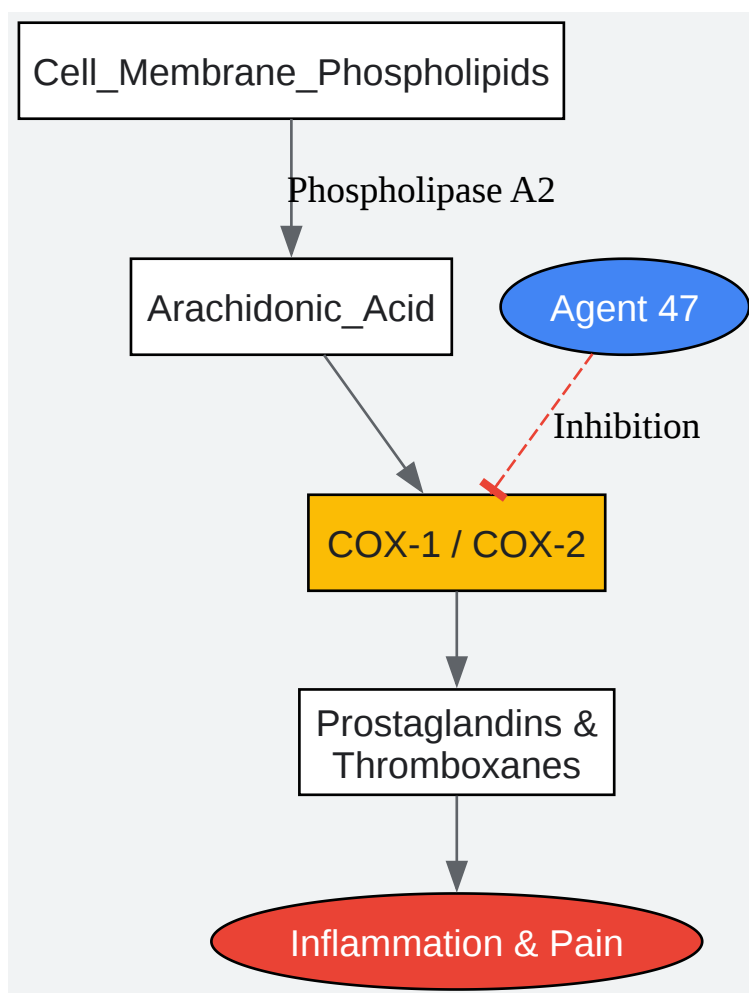 Cell_Membrane_Phospholipids
Phospholipase A2
Arachidonic_Acid
Agent 47
Inhibition
COX-1 / COX-2
Prostaglandins &
Thromboxanes
Inflammation & Pain